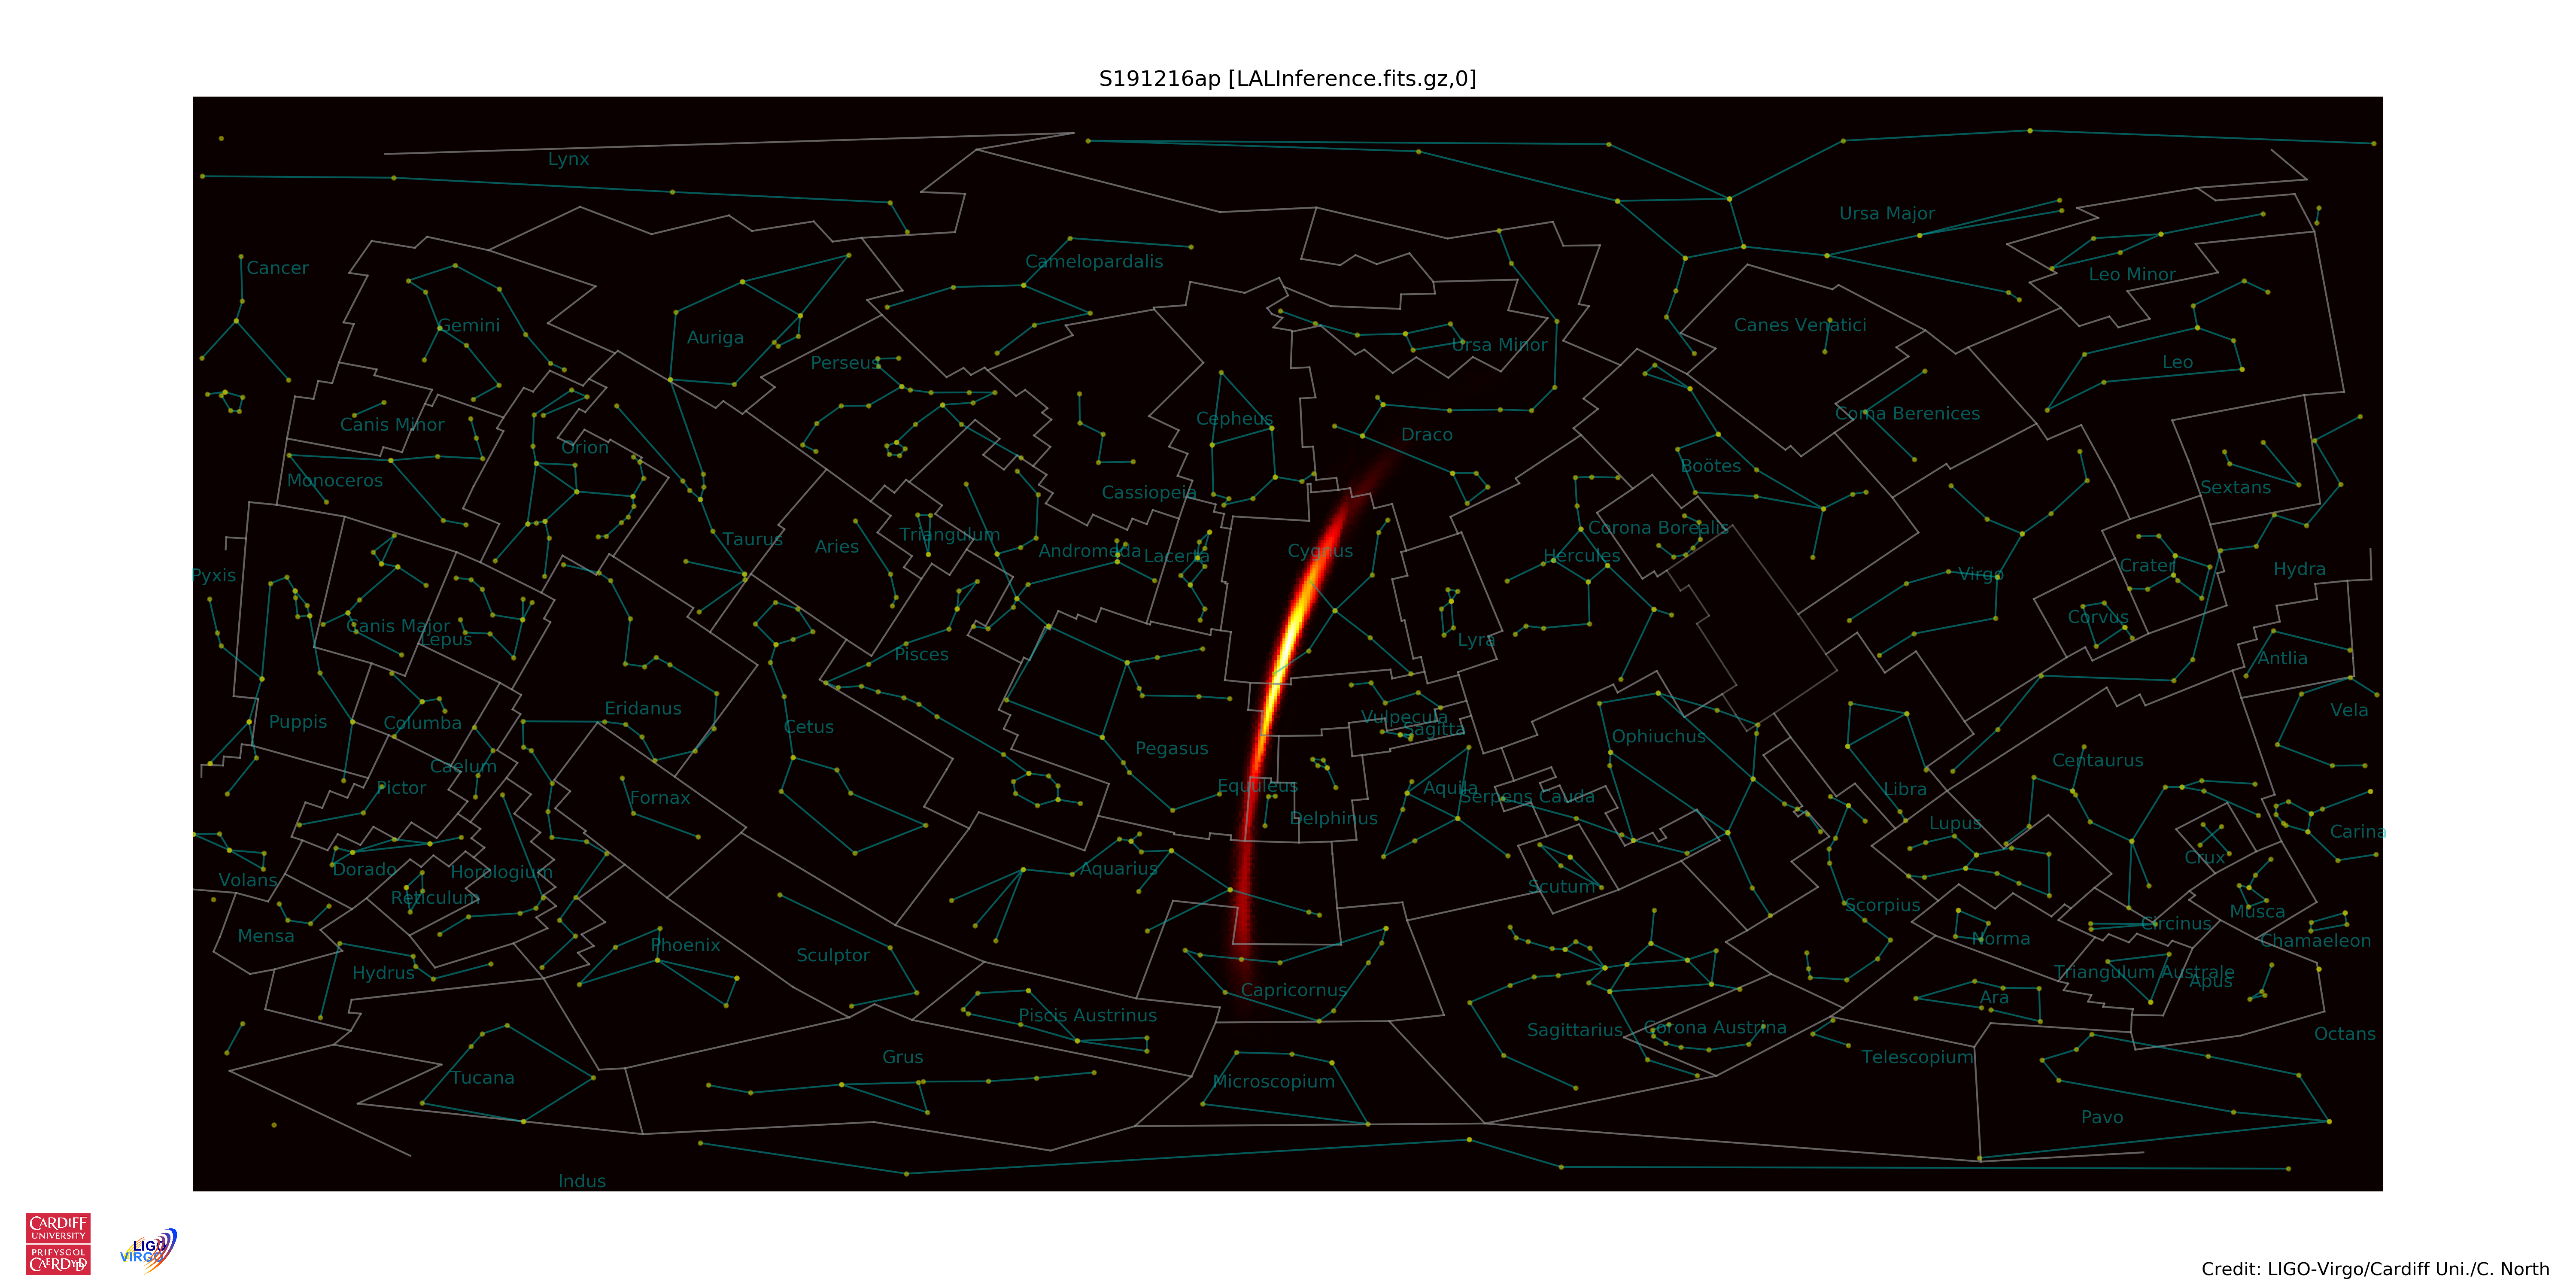 S191216ap [LALInference.fits.gz,0]
Lynx
Ursa Major
Camelopardalis
Cancer
Leo Minor
Gemini
Canes Venatici
Auriga
Ursa Minor
Perseus
Leo
Coma Berenices
Cepheus
Canis Minor
Draco
Orion
Boötes
Monoceros
Sextans
Cassiopeia
Corona Borealis
Triangulum
Taurus
Aries
Andromeda
Lacerta
Cygnus
Hercules
Crater
Hydra
Pyxis
Virgo
Corvus
Canis Major
Lepus
Lyra
Pisces
Antlia
Eridanus
Vela
Vulpecula
Puppis
Columba
Cetus
Sagitta
Ophiuchus
Pegasus
Centaurus
Caelum
Pictor
Equuleus
Aquila
Libra
Fornax
Serpens Cauda
Delphinus
Lupus
Carina
Crux
Dorado
Aquarius
Horologium
Volans
Scutum
Reticulum
Scorpius
Musca
Circinus
Mensa
Norma
Chamaeleon
Phoenix
Sculptor
Hydrus
Triangulum Australe
Apus
Capricornus
Ara
Piscis Austrinus
Sagittarius
Corona Austrina
Octans
Grus
Telescopium
Tucana
Microscopium
Pavo
Indus
CARDIFF
UNIVERSITY
PRIFYSGOL
CAERDYDD
LIGO
VIRGO
Credit: LIGO-Virgo/Cardiff Uni./C. North